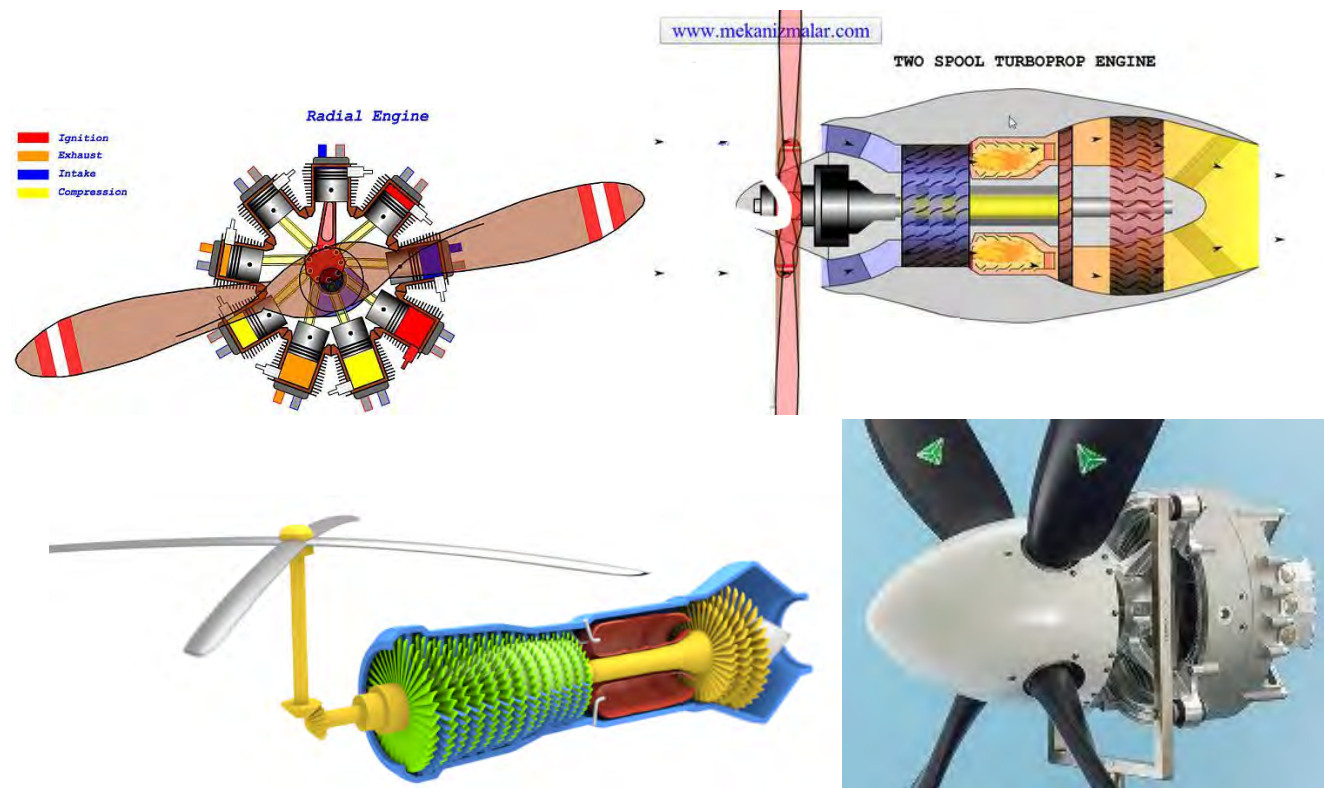 Radial Engine
Ignition
Exhaust
Intake
Compression
www.mekanizmalar.com
TWO SPOOL TURBOPROP ENGINE